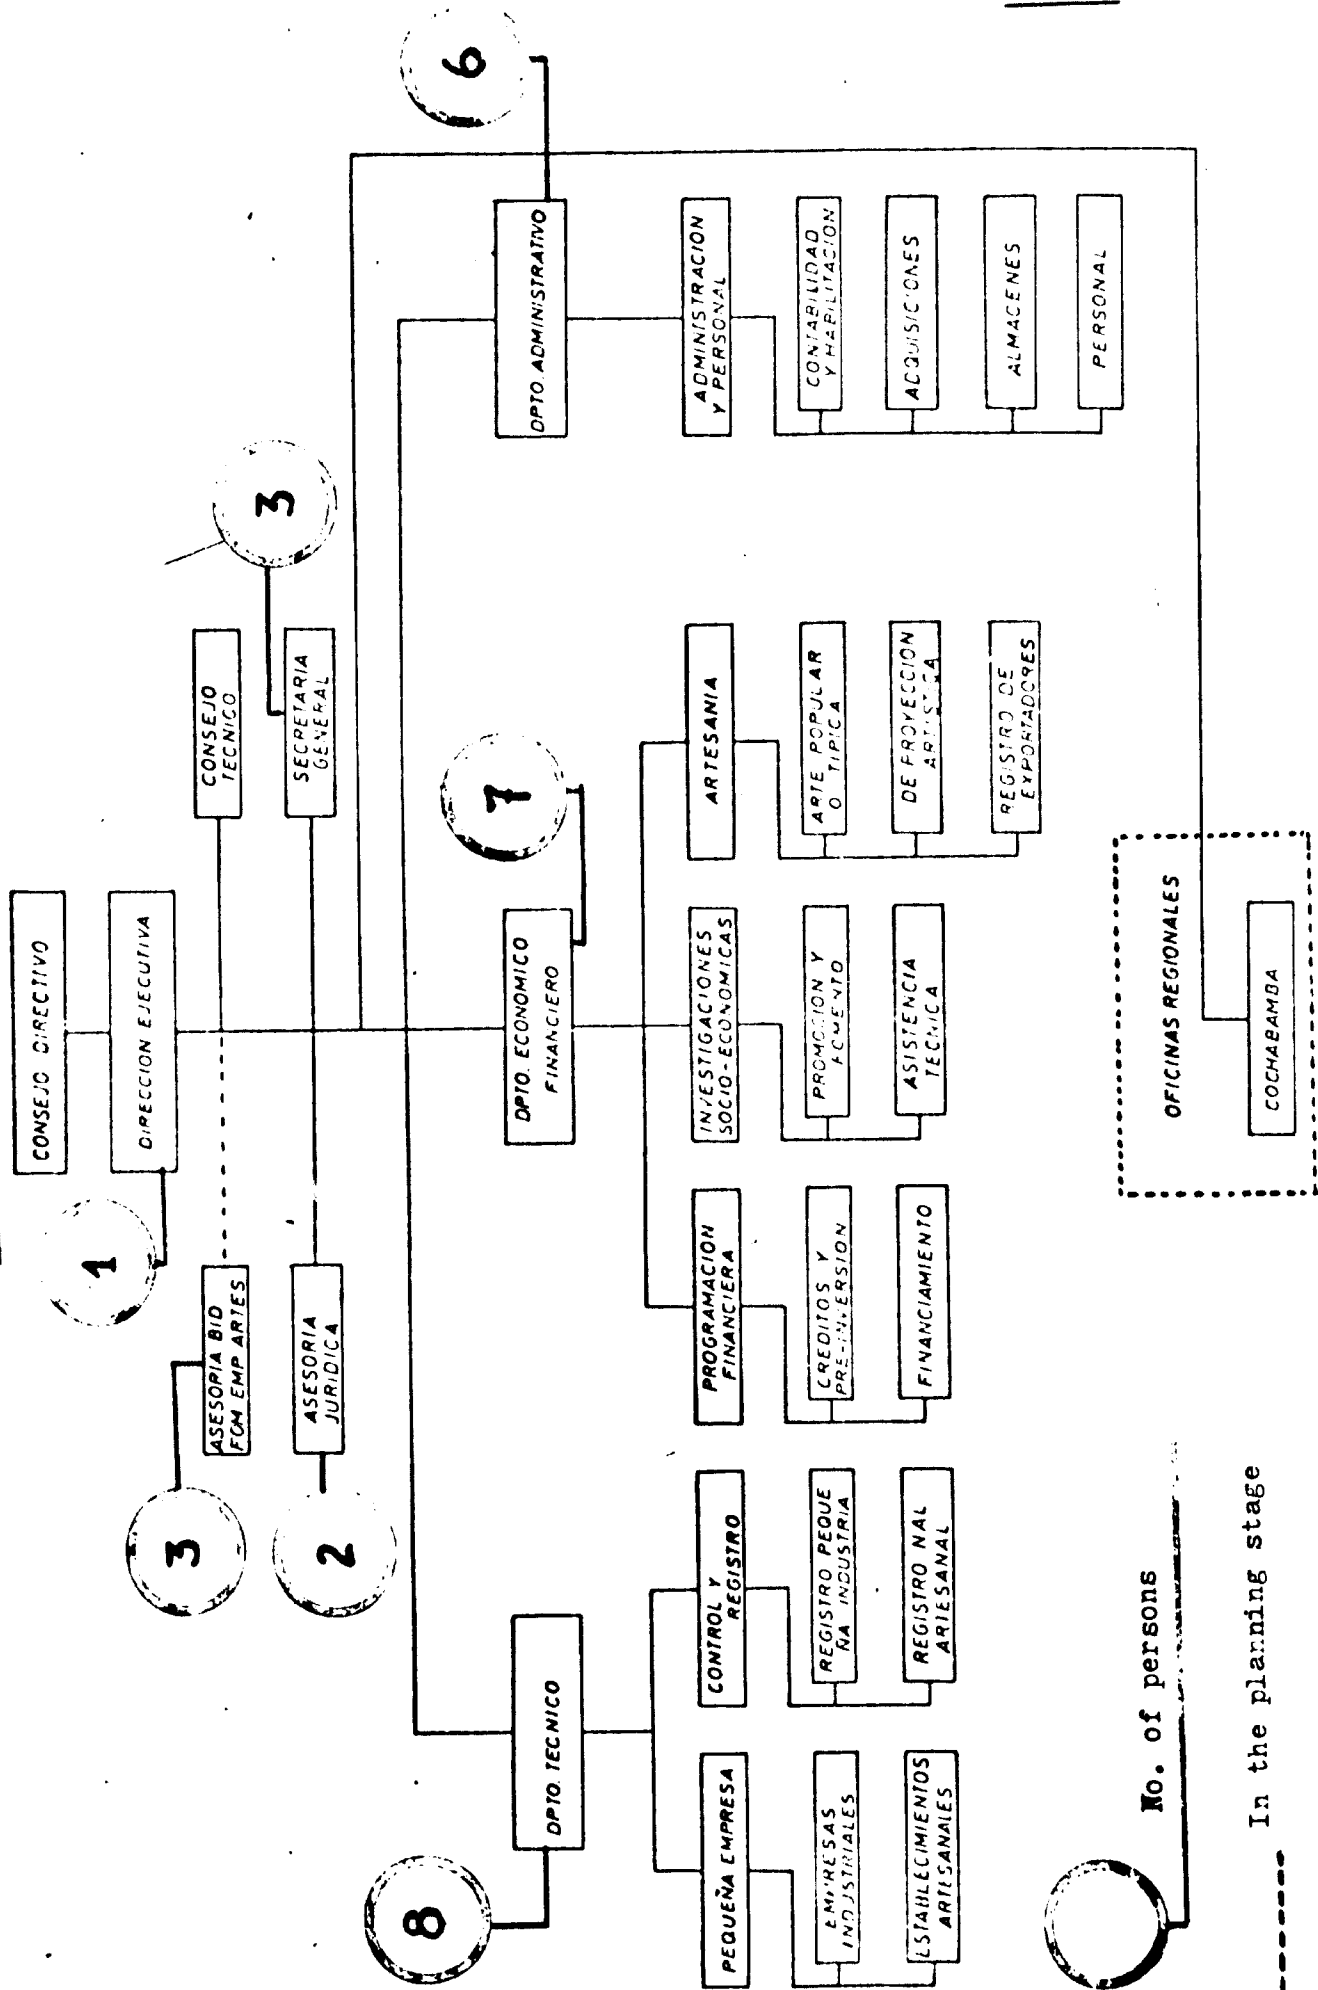 CONSEJO DIRECTIVO
DIRECCION EJECUTIVA
1
ASESORIA BID
FOM EMP ARTES
3
CONSEJO
TECNICO
ASESORIA
JURIDICA
2
SECRETARIA
GENERAL
3
DPTO. TECNICO
8
DPTO. ECONOMICO
FINANCIERO
7
DPTO. ADMINISTRATIVO
6
PEQUEÑA EMPRESA
EMPRESAS
INDUSTRIALES
ESTABLECIMIENTOS
ARTESANALES
CONTROL Y
REGISTRO
REGISTRO PEQUE
ÑA INDUSTRIA
REGISTRO NAL
ARTESANAL
PROGRAMACION
FINANCIERA
CREDITOS Y
PRE-INVERSION
FINANCIAMIENTO
INVESTIGACIONES
SOCIO-ECONOMICAS
PROMOCION Y
FOMENTO
ASISTENCIA
TECNICA
ARTESANIA
ARTE POPULAR
O TIPICA
DE PROYECCION
ARTISTICA
REGISTRO DE
EXPORTADORES
ADMINISTRACION
Y PERSONAL
CONTABILIDAD
Y HABILITACION
ADQUISICIONES
ALMACENES
PERSONAL
OFICINAS REGIONALES
COCHABAMBA
No. of persons
In the planning stage